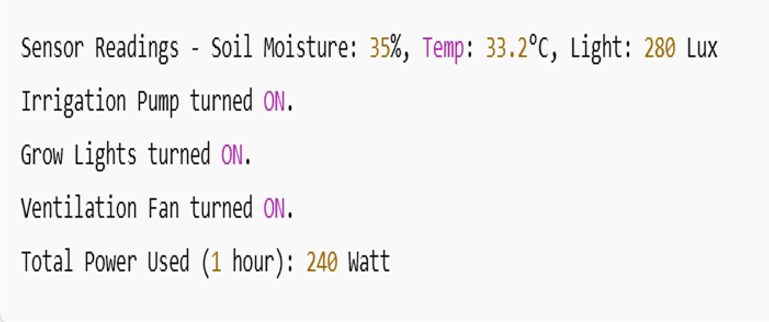 Sensor Readings - Soil Moisture: 35%, Temp: 33.2°C, Light: 280 Lux
Irrigation Pump turned ON.
Grow Lights turned ON.
Ventilation Fan turned ON.
Total Power Used (1 hour): 240 Watt